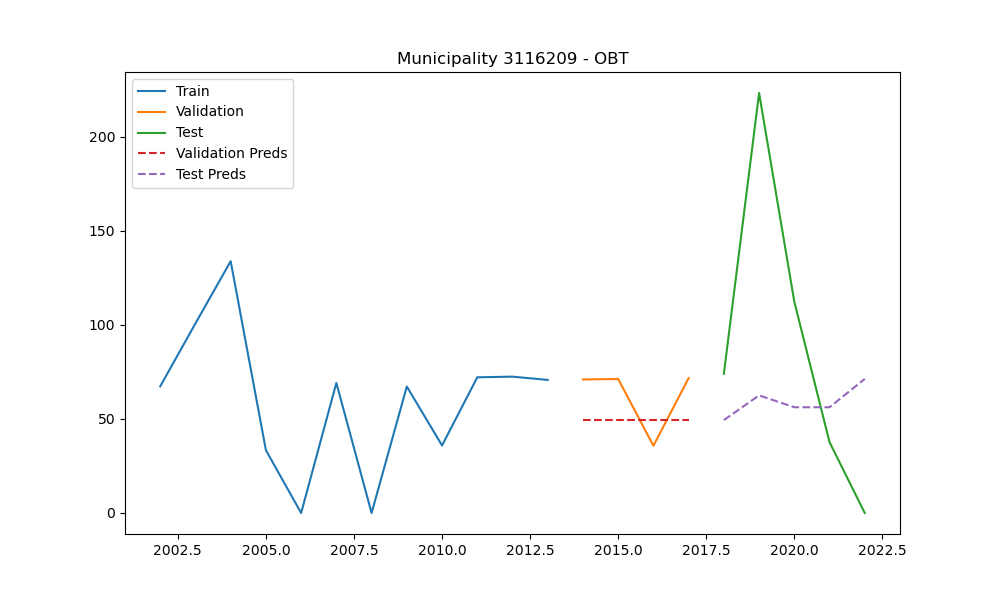 Municipality 3116209 - OBT
Train
Validation
Test
Validation Preds
Test Preds
200
150
100
50
0
2002.5 2005.0 2007.5 2010.0 2012.5 2015.0 2017.5 2020.0 2022.5